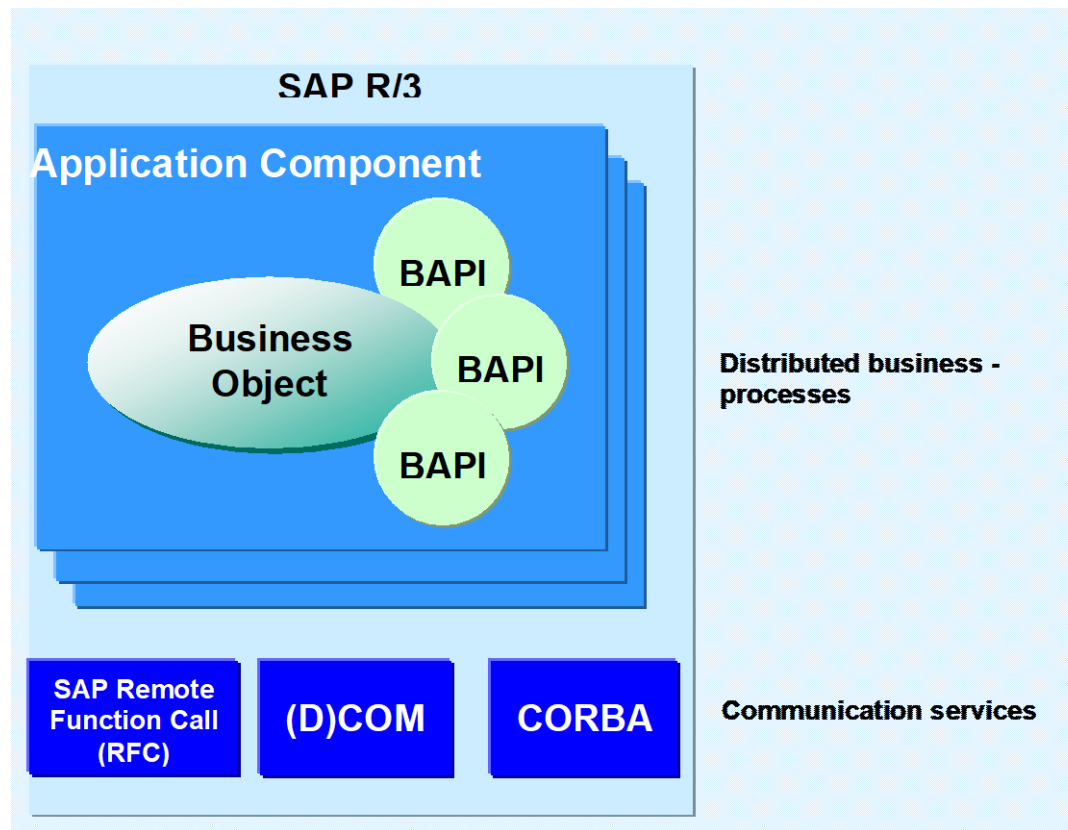 SAP R/3
Application Component
BAPI
Business
Object
BAPI
BAPI
Distributed business -
processes
SAP Remote
Function Call
(RFC)
(D)COM
CORBA
Communication services